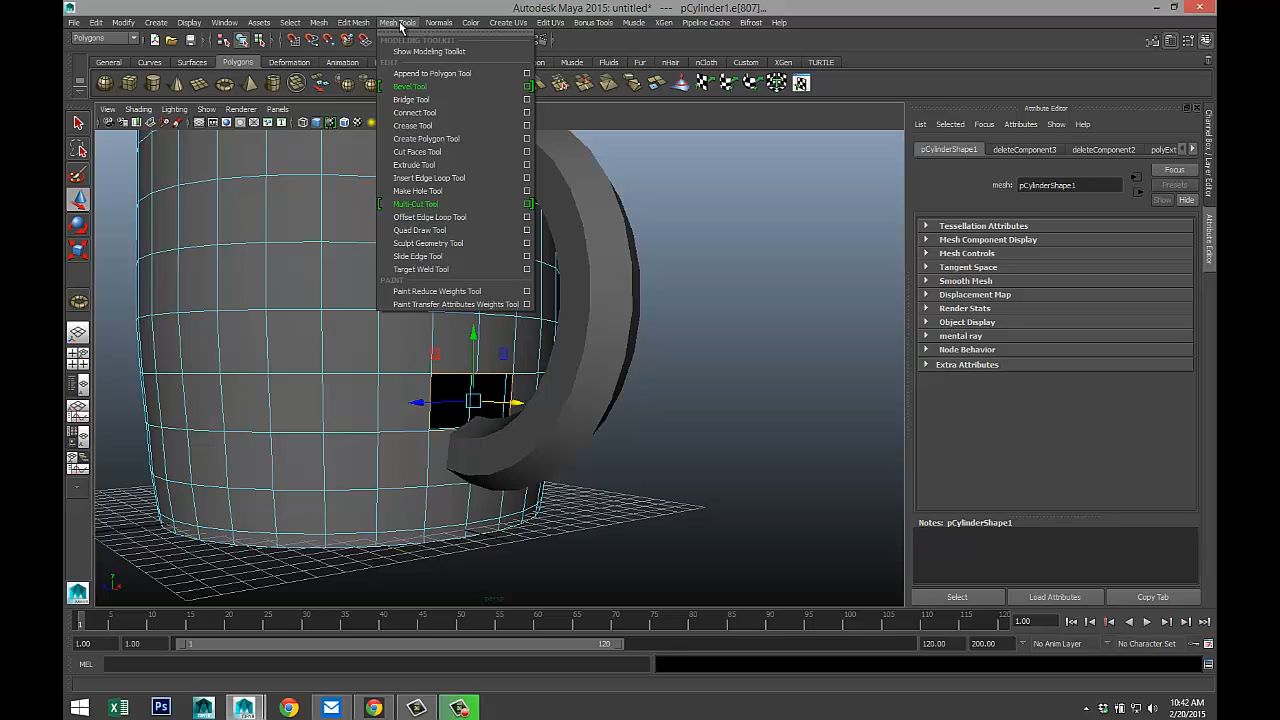 Autodesk Maya 2015: untitled*   ---   pCylinder1.e[807]...
File Edit Modify Create Display Window Assets Select Mesh Edit Mesh Mesh Tools Normals Color Create UVs Edit UVs Bonus Tools Muscle XGen Pipeline Cache Bifrost Help
Polygons
General Curves Surfaces Polygons Deformation Animation Muscle Fluids Fur nHair nCloth Custom XGen TURTLE
View Shading Lighting Show Renderer Panels
MODELING TOOLKIT
Show Modeling Toolkit
EDIT
Append to Polygon Tool
Bevel Tool
Bridge Tool
Connect Tool
Crease Tool
Create Polygon Tool
Cut Faces Tool
Extrude Tool
Insert Edge Loop Tool
Make Hole Tool
Multi-Cut Tool
Offset Edge Loop Tool
Quad Draw Tool
Sculpt Geometry Tool
Slide Edge Tool
Target Weld Tool
PAINT
Paint Reduce Weights Tool
Paint Transfer Attributes Weights Tool
Attribute Editor
List Selected Focus Attributes Show Help
pCylinderShape1 deleteComponent3 deleteComponent2 polyExt
Focus
Presets
mesh: pCylinderShape1
Show Hide
Tessellation Attributes
Mesh Component Display
Mesh Controls
Tangent Space
Smooth Mesh
Displacement Map
Render Stats
Object Display
mental ray
Node Behavior
Extra Attributes
Notes: pCylinderShape1
Select Load Attributes Copy Tab
Channel Box / Layer Editor
Attribute Editor
persp
1 5 10 15 20 25 30 35 40 45 50 55 60 65 70 75 80 85 90 95 100 105 110 115 120
1.00
1.00 1.00 1 120 120.00 200.00 No Anim Layer No Character Set
MEL
10:42 AM
2/20/2015